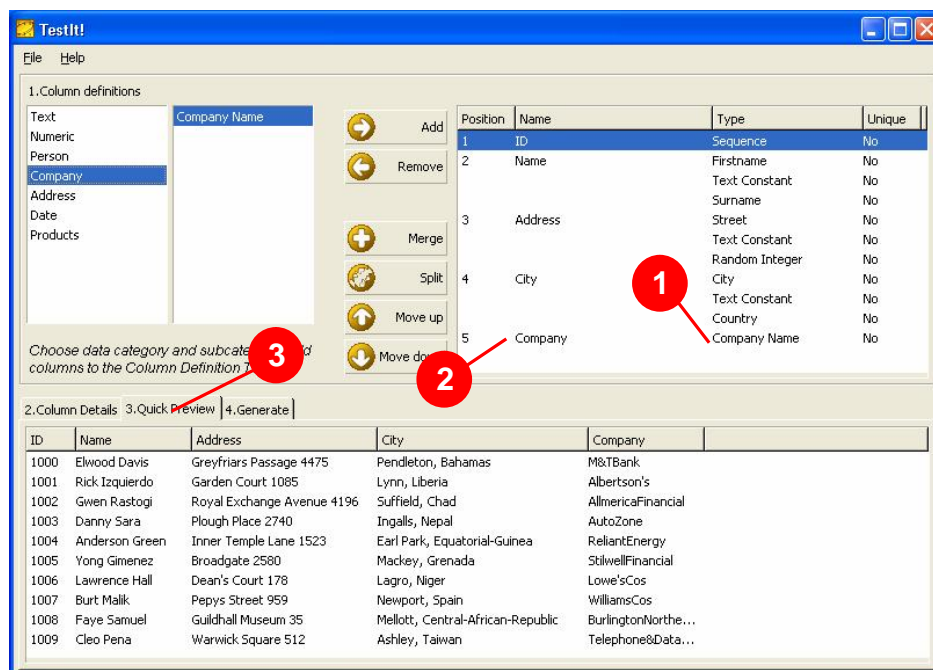 TestIt!
File Help
1.Column definitions
Text
Numeric
Person
Company
Address
Date
Products
Company Name
Add
Remove
Merge
Split
Move up
Move do
Position Name Type Unique
1 ID Sequence No
2 Name Firstname No
Text Constant No
Surname No
3 Address Street No
Text Constant No
Random Integer No
4 City City No
Text Constant No
Country No
5 Company Company Name No
1
2
3
Choose data category and subcate d
columns to the Column Definition T
2.Column Details 3.Quick Preview 4.Generate
ID Name Address City Company
1000 Elwood Davis Greyfriars Passage 4475 Pendleton, Bahamas M&TBank
1001 Rick Izquierdo Garden Court 1085 Lynn, Liberia Albertson's
1002 Gwen Rastogi Royal Exchange Avenue 4196 Suffield, Chad AllmericaFinancial
1003 Danny Sara Plough Place 2740 Ingalls, Nepal AutoZone
1004 Anderson Green Inner Temple Lane 1523 Earl Park, Equatorial-Guinea ReliantEnergy
1005 Yong Gimenez Broadgate 2580 Mackey, Grenada StilwellFinancial
1006 Lawrence Hall Dean's Court 178 Lagro, Niger Lowe'sCos
1007 Burt Malik Pepys Street 959 Newport, Spain WilliamsCos
1008 Faye Samuel Guildhall Museum 35 Mellott, Central-African-Republic BurlingtonNorthe...
1009 Cleo Pena Warwick Square 512 Ashley, Taiwan Telephone&Data...